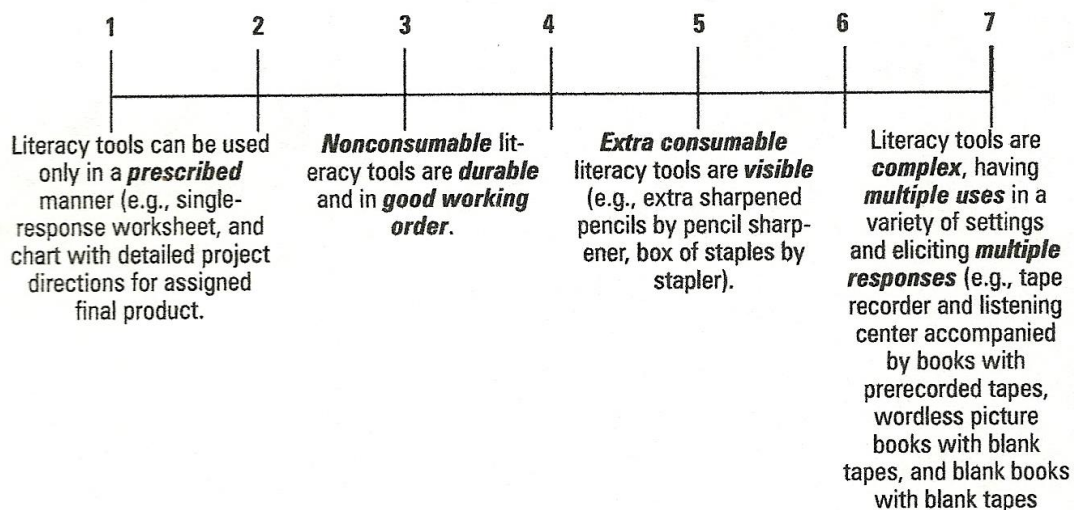 1 2 3 4 5 6 7
Literacy tools can be used
only in a prescribed
manner (e.g., single-
response worksheet, and
chart with detailed project
directions for assigned
final product.
Nonconsumable lit-
eracy tools are durable
and in good working
order.
Extra consumable
literacy tools are visible
(e.g., extra sharpened
pencils by pencil sharp-
ener, box of staples by
stapler).
Literacy tools are
complex, having
multiple uses in a
variety of settings
and eliciting multiple
responses (e.g., tape
recorder and listening
center accompanied
by books with
prerecorded tapes,
wordless picture
books with blank
tapes, and blank books
with blank tapes